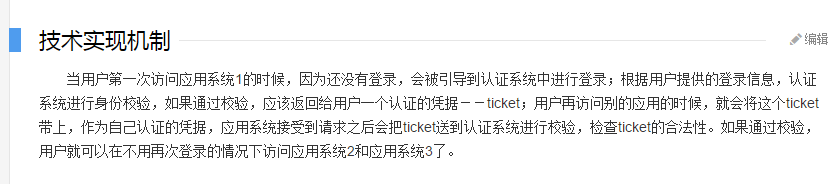 技术实现机制
编辑
当用户第一次访问应用系统1的时候，因为还没有登录，会被引导到认证系统中进行登录；根据用户提供的登录信息，认证
系统进行身份校验，如果通过校验，应该返回给用户一个认证的凭据－－ticket；用户再访问别的应用的时候，就会将这个ticket
带上，作为自己认证的凭据，应用系统接受到请求之后会把ticket送到认证系统进行校验，检查ticket的合法性。如果通过校验，
用户就可以在不用再次登录的情况下访问应用系统2和应用系统3了。